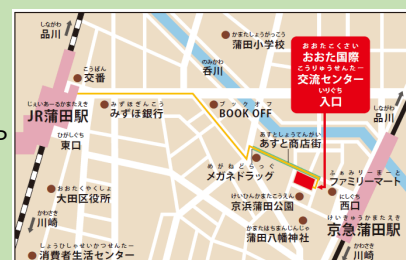 しながわ
品川
こうばん
交番
かまたしょうがっこう
蒲田小学校
のみかわ
呑川
おおたこくさい
おおた国際
こうりゅうせんたー
交流センター
いりぐち
入口
しながわ
品川
じぇいあーるかまたえき
JR蒲田駅
ひがしぐち
東口
みずほぎんこう
みずほ銀行
ブックオフ
BOOK OFF
あすとしょうてんがい
あすと商店街
めがねどらっぐ
メガネドラッグ
ふぁみりーまーと
ファミリーマート
おおたくやくしょ
大田区役所
けいひんかまたこうえん
京浜蒲田公園
にしぐち
西口
けいきゅうかまたえき
京急蒲田駅
かわさき
川崎
かまたはちまんじんじゃ
蒲田八幡神社
しょうひしゃせいかつせんたー
消費者生活センター
かわさき
川崎